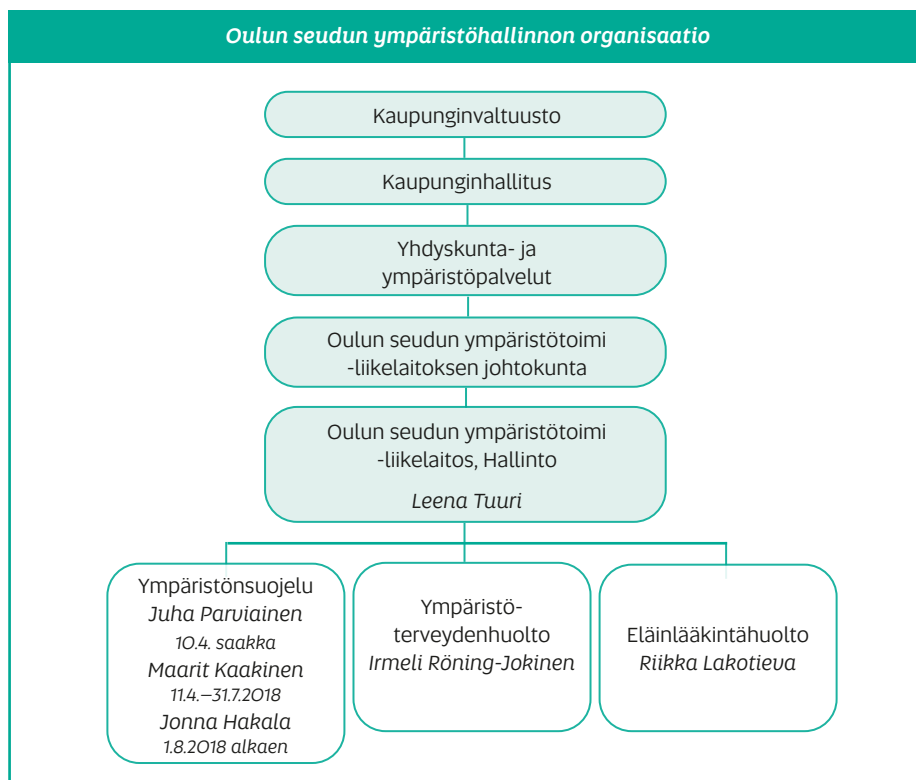 Oulun seudun ympäristöhallinnon organisaatio
Kaupunginvaltuusto
Kaupunginhallitus
Yhdyskunta- ja
ympäristöpalvelut
Oulun seudun ympäristötoimi
-liikelaitoksen johtokunta
Oulun seudun ympäristötoimi
-liikelaitos, Hallinto
Leena Tuuri
Ympäristönsuojelu
Juha Parviainen
10.4. saakka
Maarit Kaakinen
11.4.–31.7.2018
Jonna Hakala
1.8.2018 alkaen
Ympäristö-
terveydenhuolto
Irmeli Röning-Jokinen
Eläinlääkintähuolto
Riikka Lakotieva